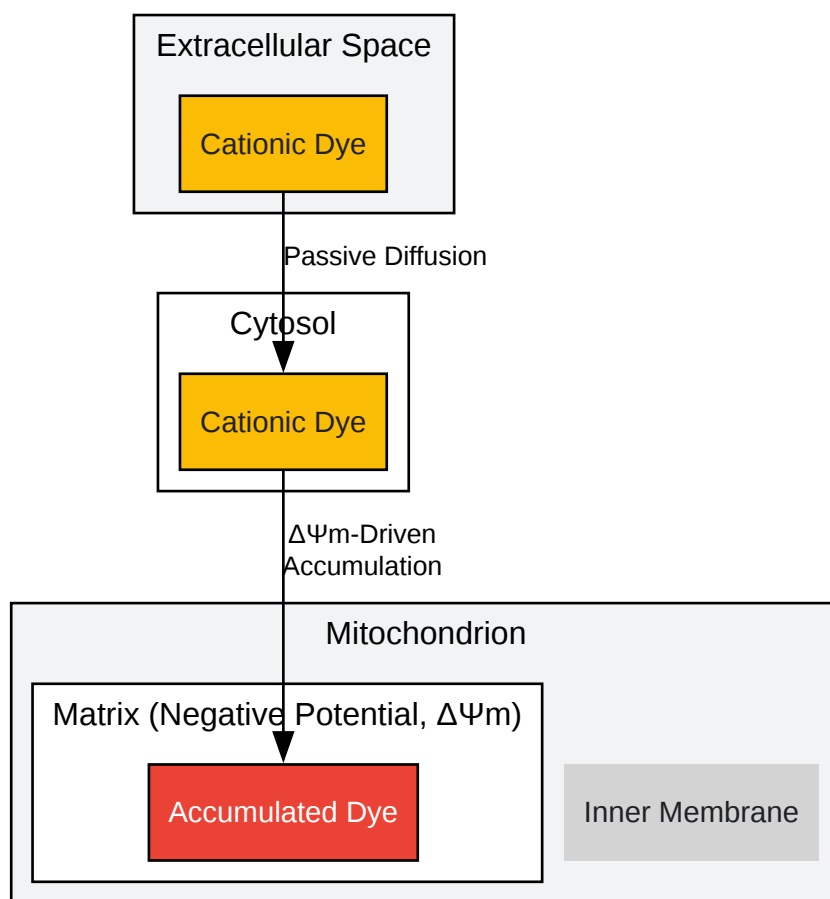 Extracellular Space
Cationic Dye
Passive Diffusion
Cytosol
Cationic Dye
ΔΨm-Driven
Accumulation
Mitochondrion
Matrix (Negative Potential, ΔΨm)
Accumulated Dye
Inner Membrane